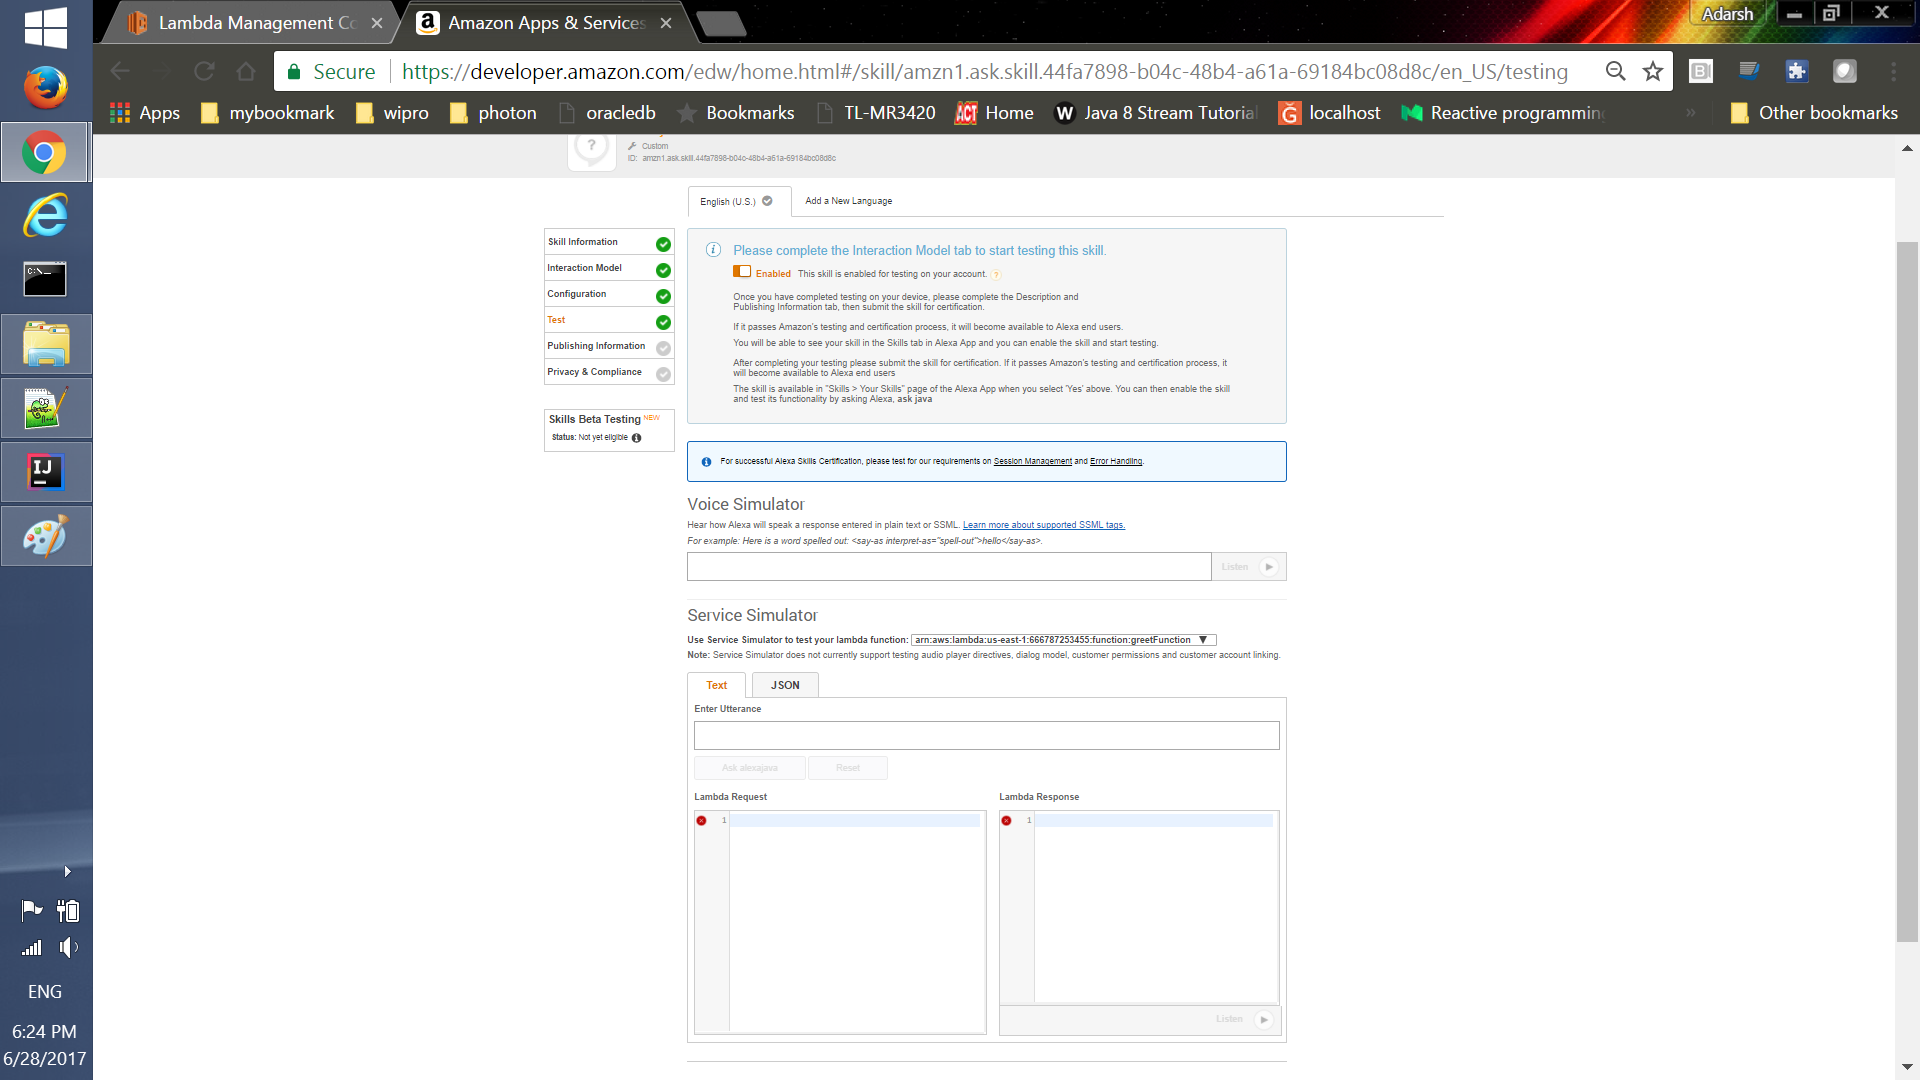 Lambda Management Co
Amazon Apps & Services
Adarsh
Secure
https://developer.amazon.com/edw/home.html#/skill/amzn1.ask.skill.44fa7898-b04c-48b4-a61a-69184bc08d8c/en_US/testing
Apps
mybookmark
wipro
photon
oracledb
Bookmarks
TL-MR3420
ACT
Home
Java 8 Stream Tutorial
localhost
Reactive programming
Other bookmarks
Custom
ID: amzn1.ask.skill.44fa7898-b04c-48b4-a61a-69184bc08d8c
English (U.S.)
Add a New Language
Skill Information
Interaction Model
Configuration
Test
Publishing Information
Privacy & Compliance
Skills Beta Testing NEW
Status: Not yet eligible
Please complete the Interaction Model tab to start testing this skill.
Enabled This skill is enabled for testing on your account.
Once you have completed testing on your device, please complete the Description and
Publishing Information tab, then submit the skill for certification.
If it passes Amazon's testing and certification process, it will become available to Alexa end users.
You will be able to see your skill in the Skills tab in Alexa App and you can enable the skill and start testing.
After completing your testing please submit the skill for certification. If it passes Amazon's testing and certification process, it
will become available to Alexa end users
The skill is available in "Skills > Your Skills" page of the Alexa App when you select 'Yes' above. You can then enable the skill
and test its functionality by asking Alexa, ask java
For successful Alexa Skills Certification, please test for our requirements on Session Management and Error Handling.
Voice Simulator
Hear how Alexa will speak a response entered in plain text or SSML. Learn more about supported SSML tags.
For example: Here is a word spelled out: <say-as interpret-as="spell-out">hello</say-as>.
Listen
Service Simulator
Use Service Simulator to test your lambda function: arn:aws:lambda:us-east-1:666787253455:function:greetFunction
Note: Service Simulator does not currently support testing audio player directives, dialog model, customer permissions and customer account linking.
Text
JSON
Enter Utterance
Ask alexajava
Reset
Lambda Request
Lambda Response
1
1
Listen
ENG
6:24 PM
6/28/2017